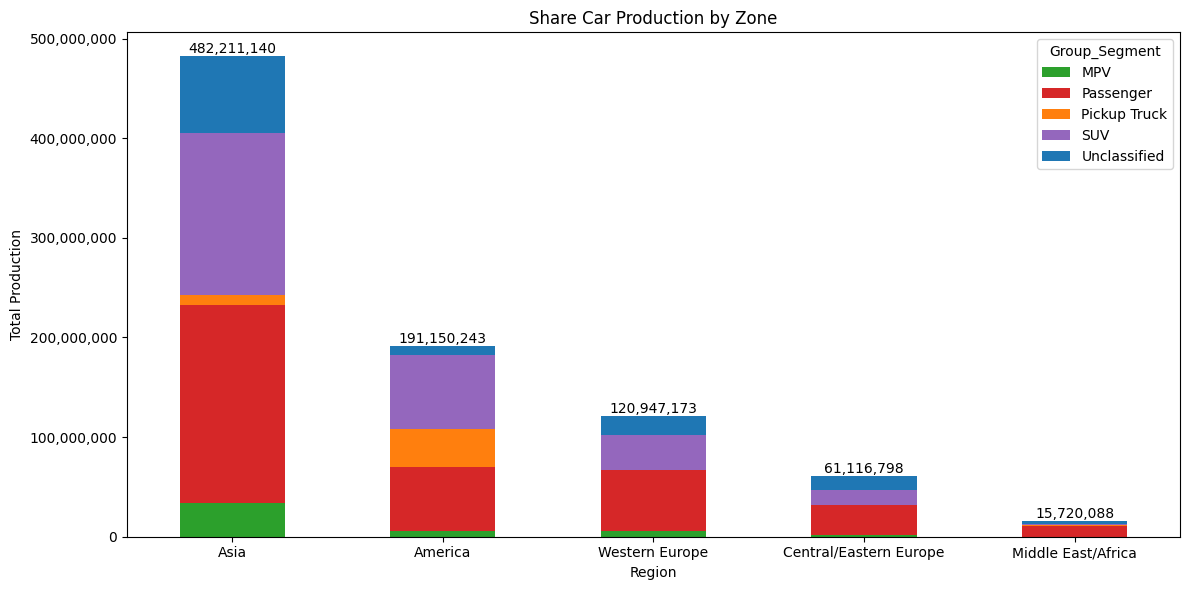 Share Car Production by Zone
500,000,000
400,000,000
300,000,000
200,000,000
100,000,000
0
Total Production
482,211,140
191,150,243
120,947,173
61,116,798
15,720,088
Group_Segment
MPV
Passenger
Pickup Truck
SUV
Unclassified
Asia
America
Western Europe
Central/Eastern Europe
Middle East/Africa
Region